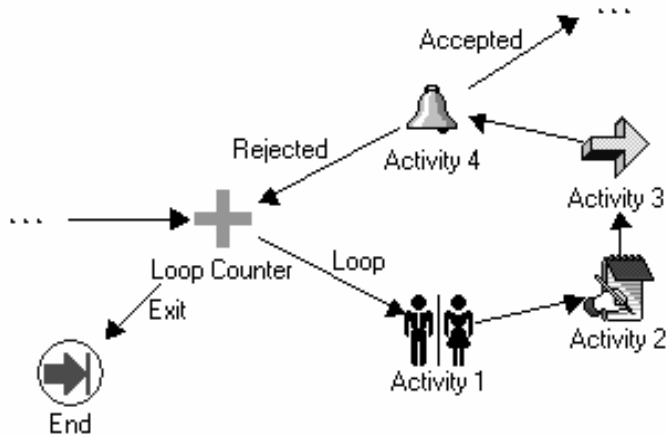 ...
Accepted
Activity 4
Rejected
Activity 3
...
Loop Counter
Loop
Exit
Activity 2
Activity 1
End